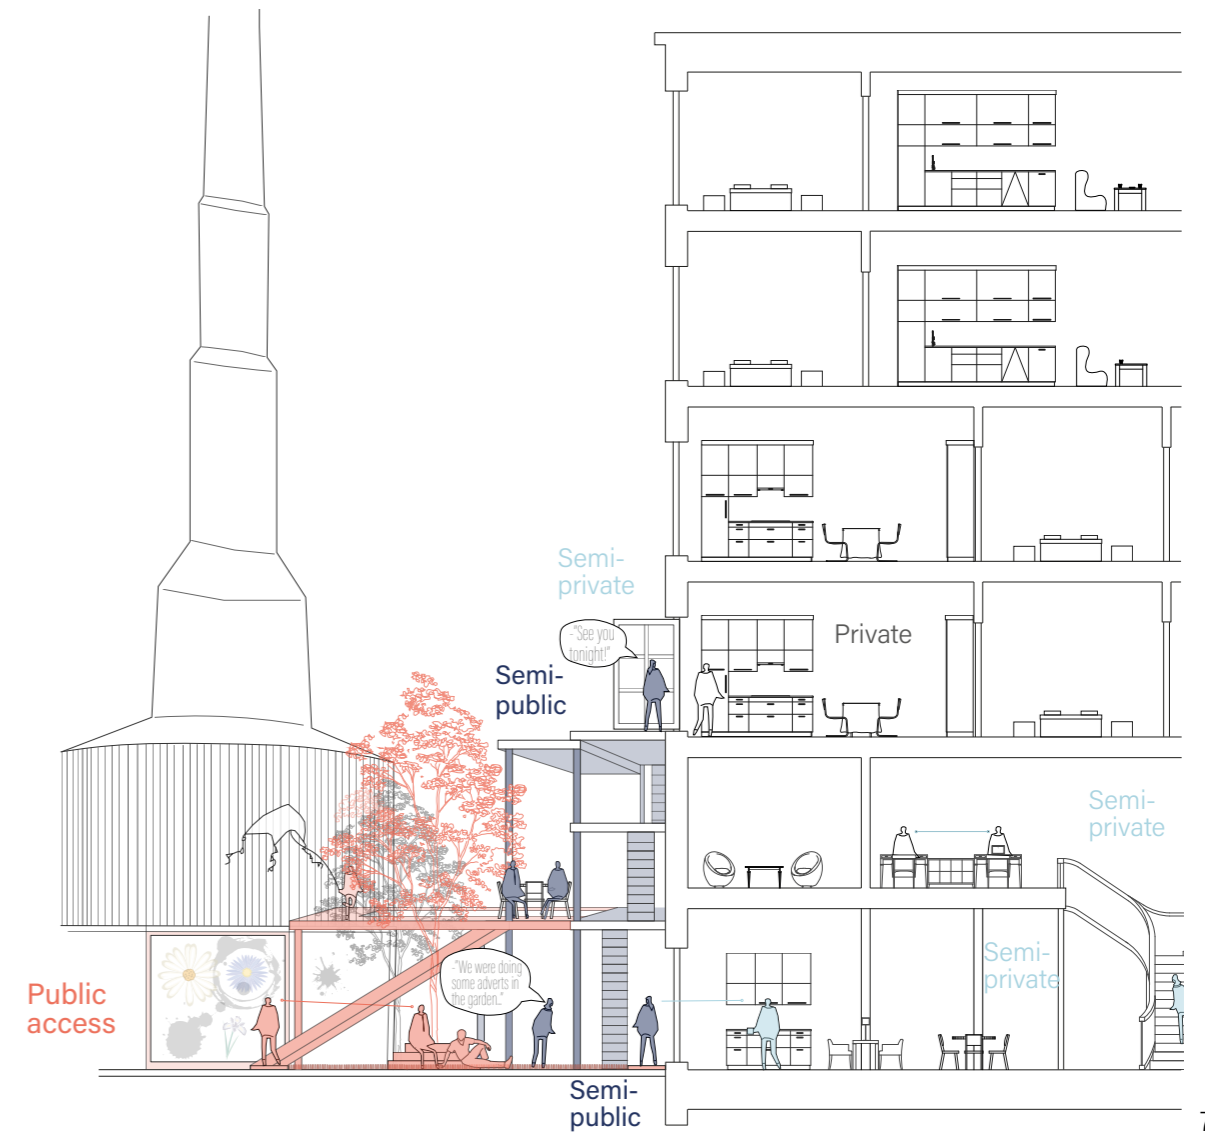 Semi-
private
-"See you
tonight!"
Private
Semi-
public
Semi-
private
Semi-
private
-"We were doing
some adverts in
the garden.."
Public
access
Semi-
public